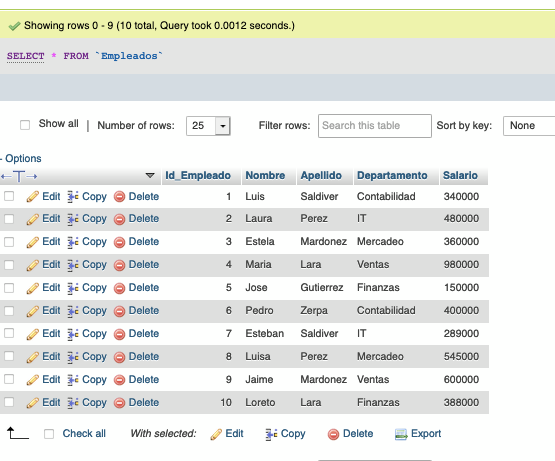 Showing rows 0 - 9 (10 total, Query took 0.0012 seconds.)
SELECT * FROM `Empleados`
Show all | Number of rows: 25 Filter rows: Search this table Sort by key: None
- Options
Id_Empleado Nombre Apellido Departamento Salario
Edit Copy Delete 1 Luis Saldiver Contabilidad 340000
Edit Copy Delete 2 Laura Perez IT 480000
Edit Copy Delete 3 Estela Mardonez Mercadeo 360000
Edit Copy Delete 4 Maria Lara Ventas 980000
Edit Copy Delete 5 Jose Gutierrez Finanzas 150000
Edit Copy Delete 6 Pedro Zerpa Contabilidad 400000
Edit Copy Delete 7 Esteban Saldiver IT 289000
Edit Copy Delete 8 Luisa Perez Mercadeo 545000
Edit Copy Delete 9 Jaime Mardonez Ventas 600000
Edit Copy Delete 10 Loreto Lara Finanzas 388000
Check all With selected: Edit Copy Delete Export